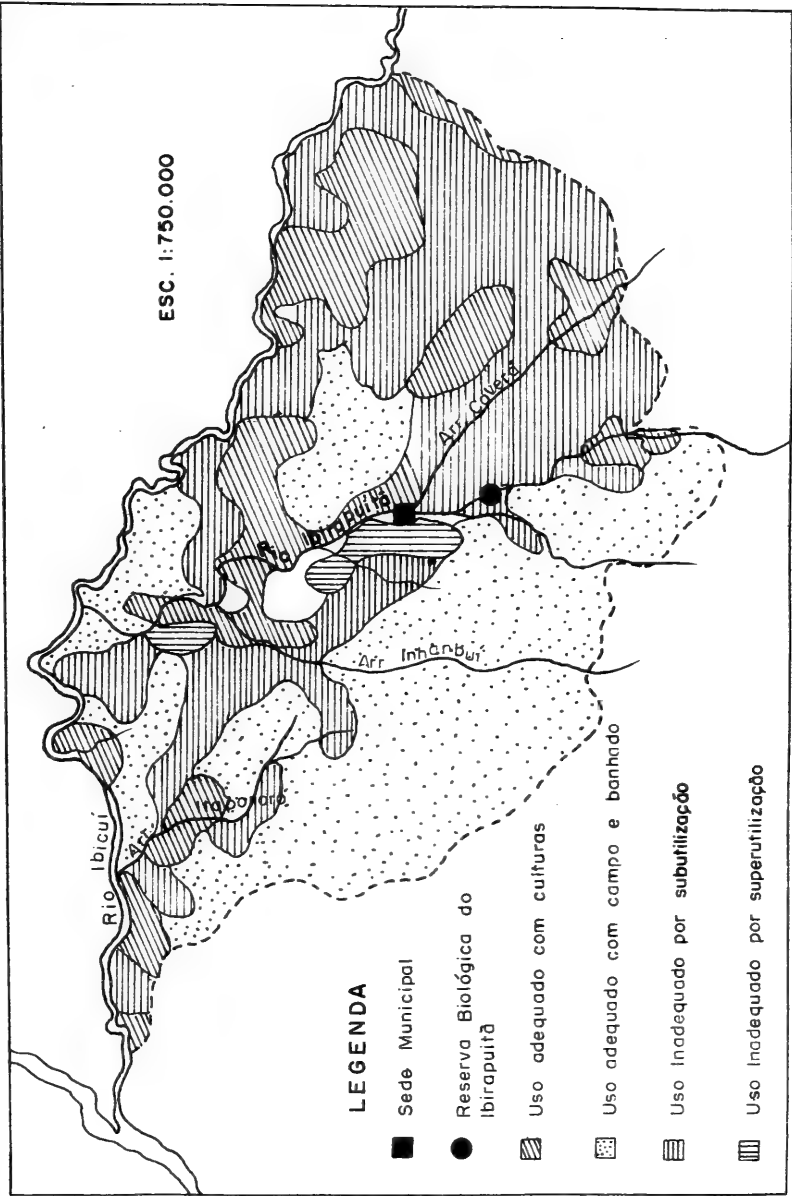 ESC. 1:750.000
Rio Ibicuí
Arr. Itapororó
Arr Inhanduí
Rio Ibirapuitã
Arr. Caverá
LEGENDA
Sede Municipal
Reserva Biológica do
Ibirapuitã
Uso adequado com culturas
Uso adequado com campo e banhado
Uso Inadequado por subutilização
Uso Inadequado por superutilização